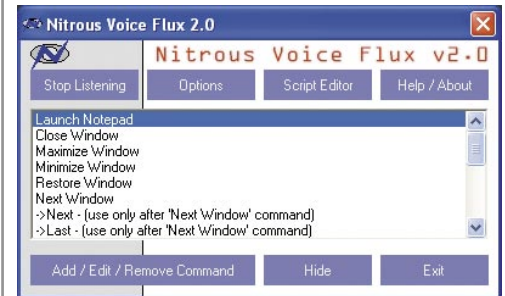 Nitrous Voice Flux 2.0
Nitrous Voice Flux v2.0
Stop Listening Options Script Editor Help / About
Launch Notepad
Close Window
Maximize Window
Minimize Window
Restore Window
Next Window
->Next - (use only after 'Next Window' command)
->Last - (use only after 'Next Window' command)
Add / Edit / Remove Command Hide Exit